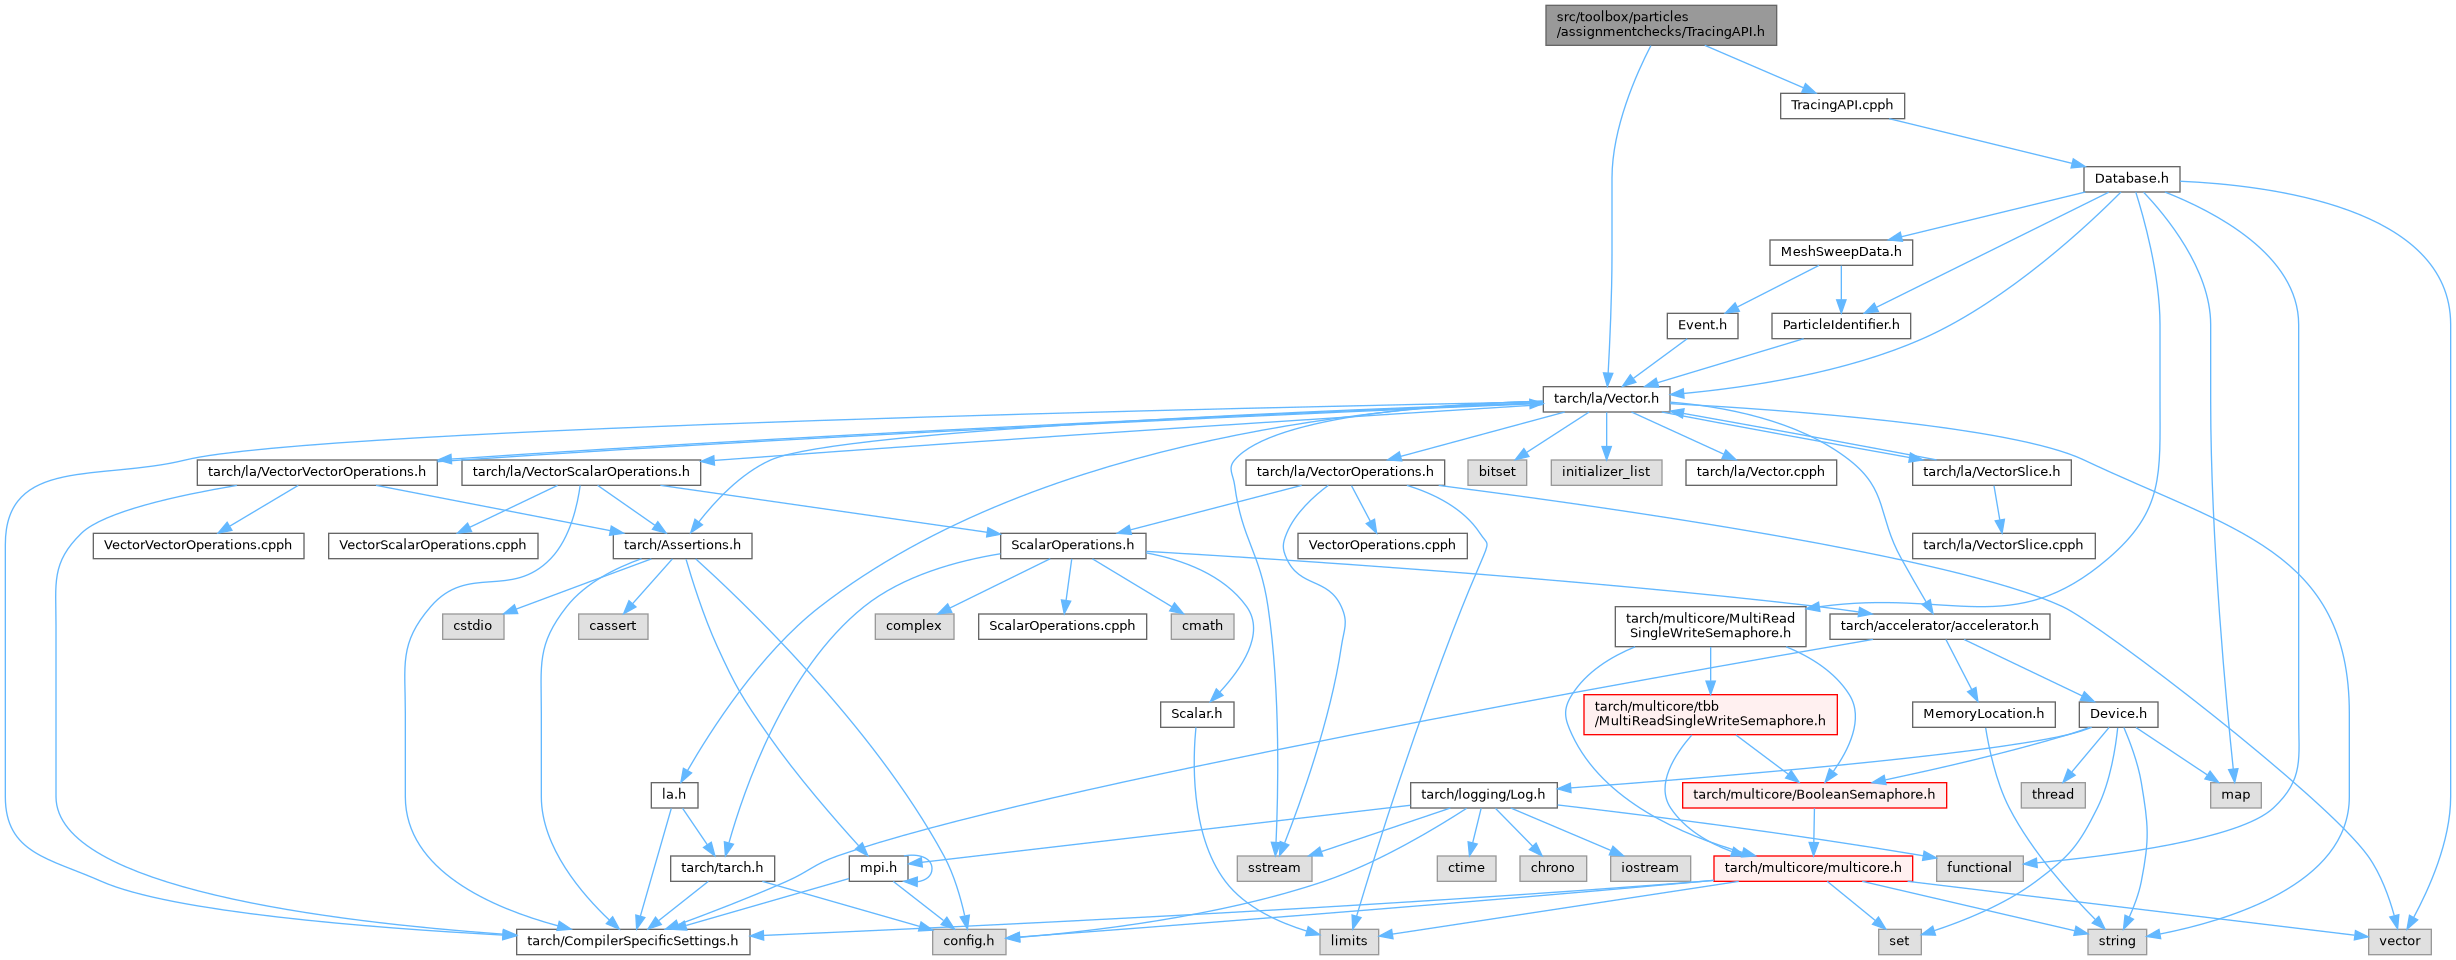 src/toolbox/particles
/assignmentchecks/TracingAPI.h
TracingAPI.cpph
Database.h
MeshSweepData.h
Event.h
ParticleIdentifier.h
tarch/la/Vector.h
tarch/la/VectorVectorOperations.h
tarch/la/VectorScalarOperations.h
tarch/la/VectorOperations.h
bitset
initializer_list
tarch/la/Vector.cpph
tarch/la/VectorSlice.h
VectorVectorOperations.cpph
VectorScalarOperations.cpph
tarch/Assertions.h
ScalarOperations.h
VectorOperations.cpph
tarch/la/VectorSlice.cpph
cstdio
cassert
complex
ScalarOperations.cpph
cmath
tarch/multicore/MultiRead
SingleWriteSemaphore.h
tarch/accelerator/accelerator.h
Scalar.h
tarch/multicore/tbb
/MultiReadSingleWriteSemaphore.h
MemoryLocation.h
Device.h
la.h
tarch/logging/Log.h
tarch/multicore/BooleanSemaphore.h
thread
map
tarch/tarch.h
mpi.h
sstream
ctime
chrono
iostream
tarch/multicore/multicore.h
functional
tarch/CompilerSpecificSettings.h
config.h
limits
set
string
vector